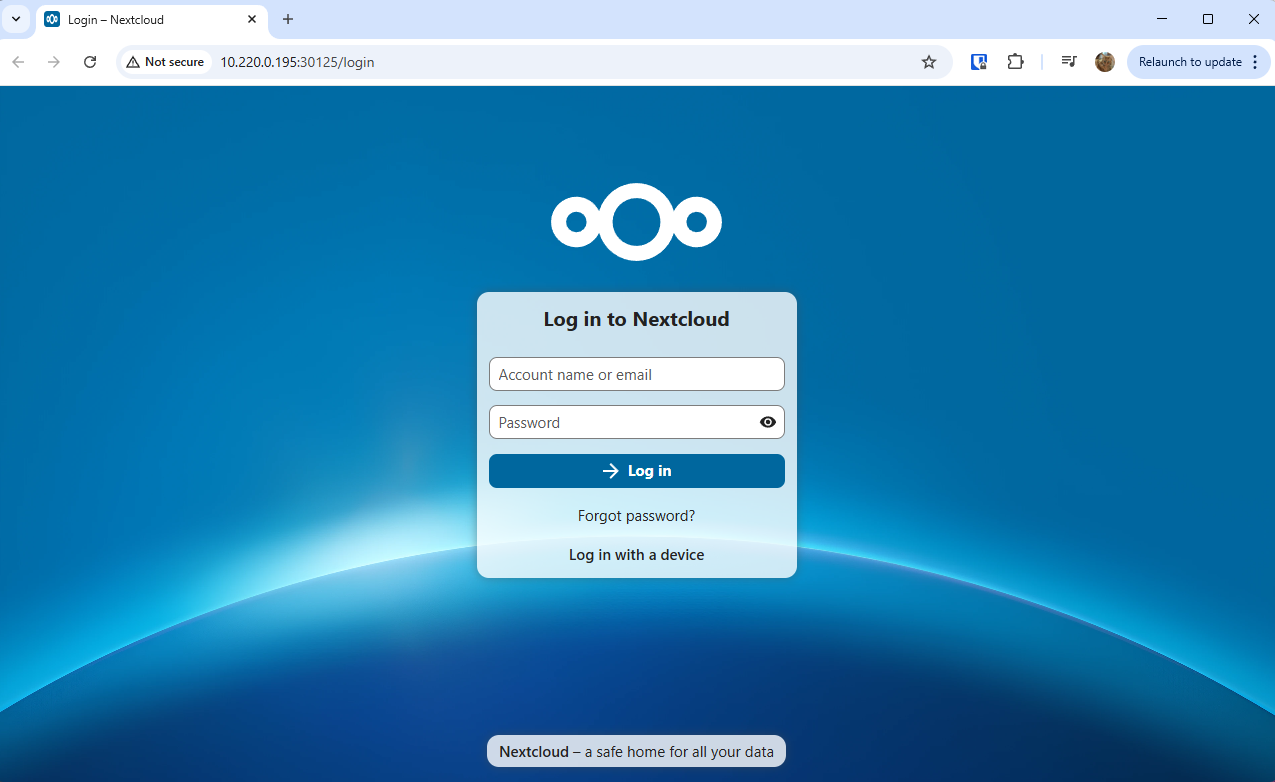 Login – Nextcloud
Not secure
10.220.0.195:30125/login
Relaunch to update
Log in to Nextcloud
Account name or email
Password
Log in
Forgot password?
Log in with a device
Nextcloud – a safe home for all your data